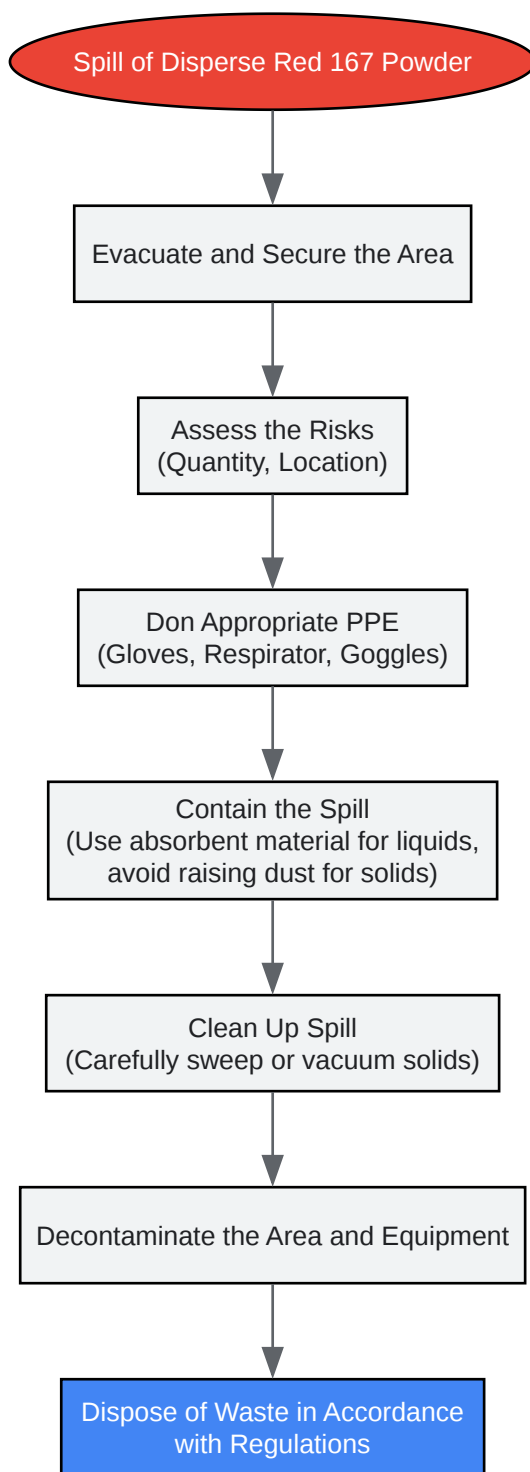 Spill of Disperse Red 167 Powder
Evacuate and Secure the Area
Assess the Risks
(Quantity, Location)
Don Appropriate PPE
(Gloves, Respirator, Goggles)
Contain the Spill
(Use absorbent material for liquids,
avoid raising dust for solids)
Clean Up Spill
(Carefully sweep or vacuum solids)
Decontaminate the Area and Equipment
Dispose of Waste in Accordance
with Regulations